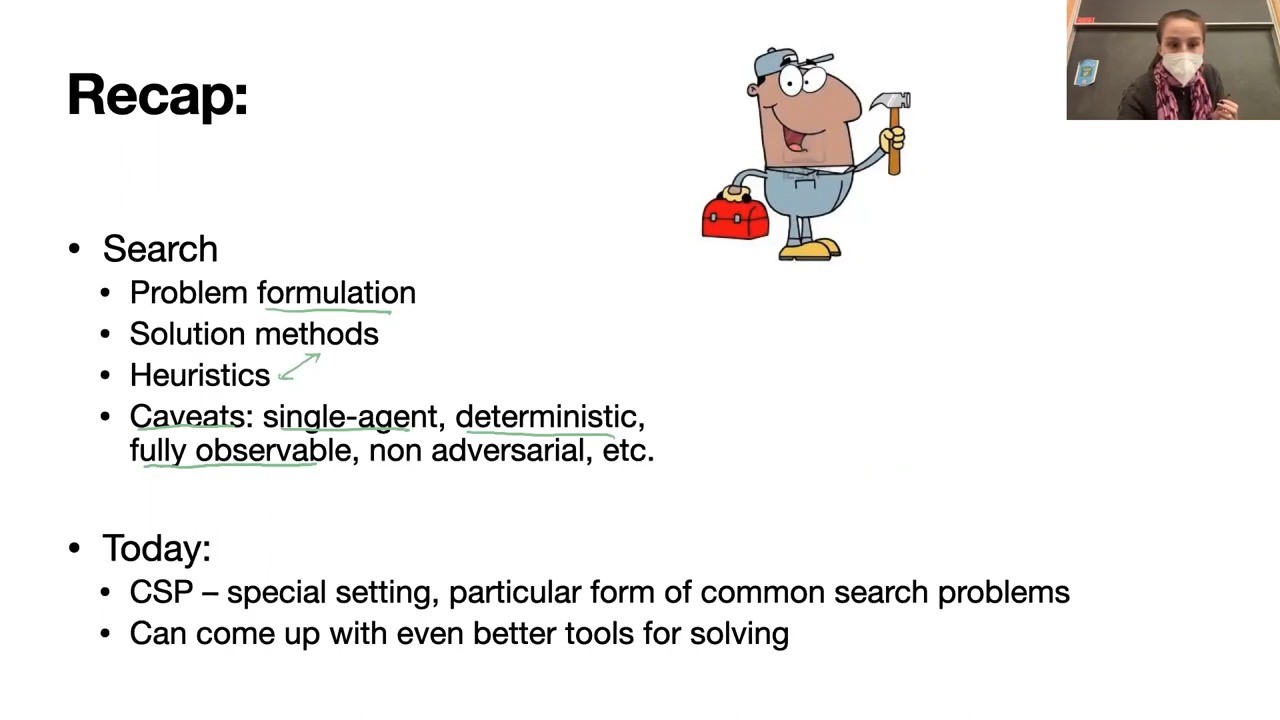 Recap:
• Search
• Problem formulation
• Solution methods
• Heuristics
• Caveats: single-agent, deterministic,
fully observable, non adversarial, etc.
• Today:
• CSP – special setting, particular form of common search problems
• Can come up with even better tools for solving